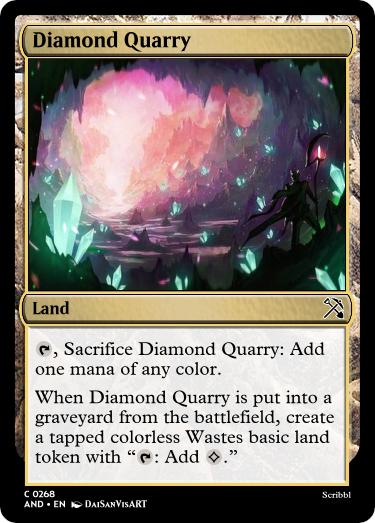 Diamond Quarry
Land
, Sacrifice Diamond Quarry: Add
one mana of any color.
When Diamond Quarry is put into a
graveyard from the battlefield, create
a tapped colorless Wastes basic land
token with “: Add .”
C 0268
Scribbl
AND • EN DaiSanVisART